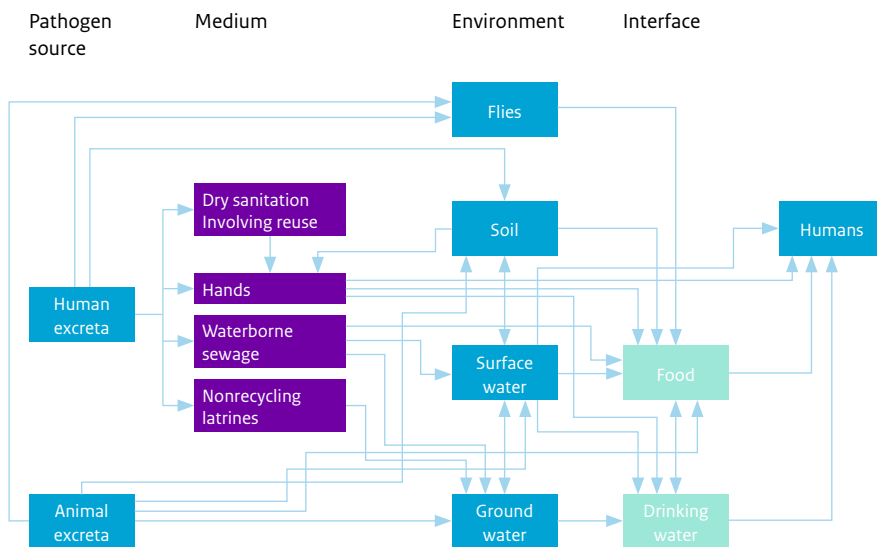 Pathogen
source
Medium
Environment
Interface
Flies
Dry sanitation
Involving reuse
Soil
Humans
Hands
Human
excreta
Waterborne
sewage
Surface
water
Food
Nonrecycling
latrines
Animal
excreta
Ground
water
Drinking
water